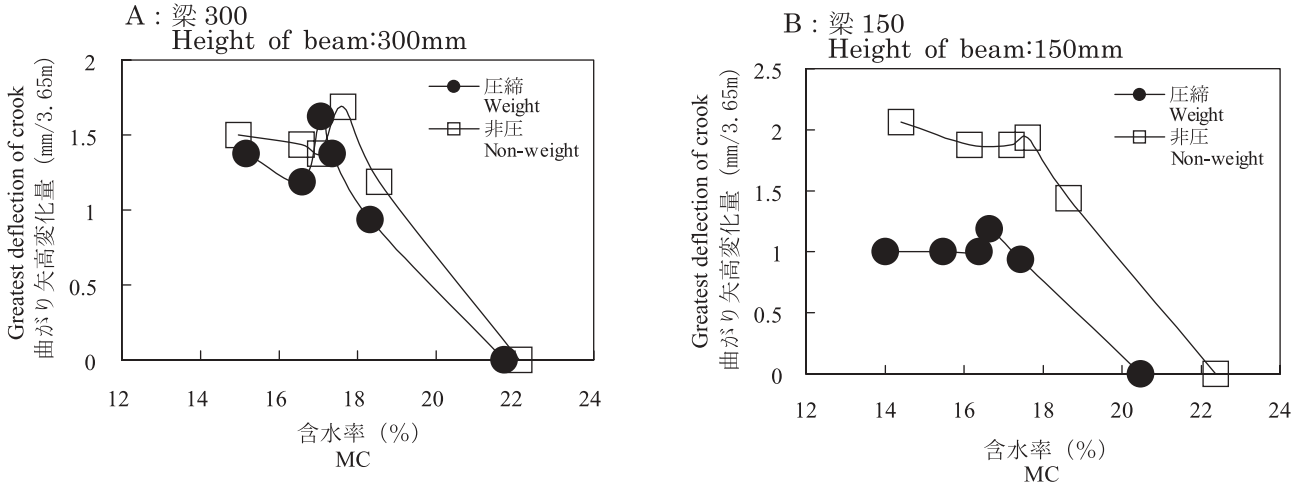 A : 梁 300
Height of beam:300mm
Greatest deflection of crook
曲がり矢高変化量 (mm/3.65m)
2
1.5
1
0.5
0
圧締
Weight
非圧
Non-weight
12 14 16 18 20 22 24
含水率 (%)
MC
B : 梁 150
Height of beam:150mm
Greatest deflection of crook
曲がり矢高変化量 (mm/3.65m)
2.5
2
1.5
1
0.5
0
圧締
Weight
非圧
Non-weight
12 14 16 18 20 22 24
含水率 (%)
MC